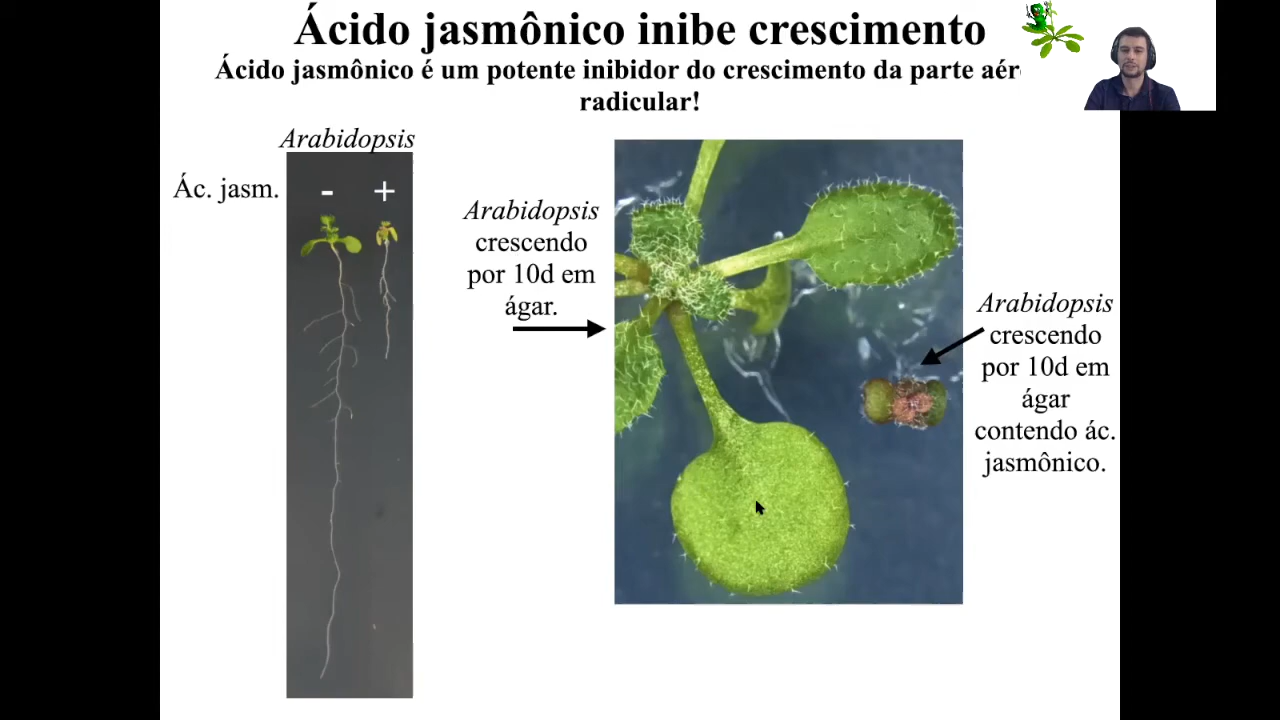 Ácido jasmônico inibe crescimento
Ácido jasmônico é um potente inibidor do crescimento da parte
radicular!
Arabidopsis
Ác. jasm.
- +
Arabidopsis
crescendo
por 10d em
ágar.
Arabidopsis
crescendo
por 10d em
ágar
contendo ác.
jasmônico.